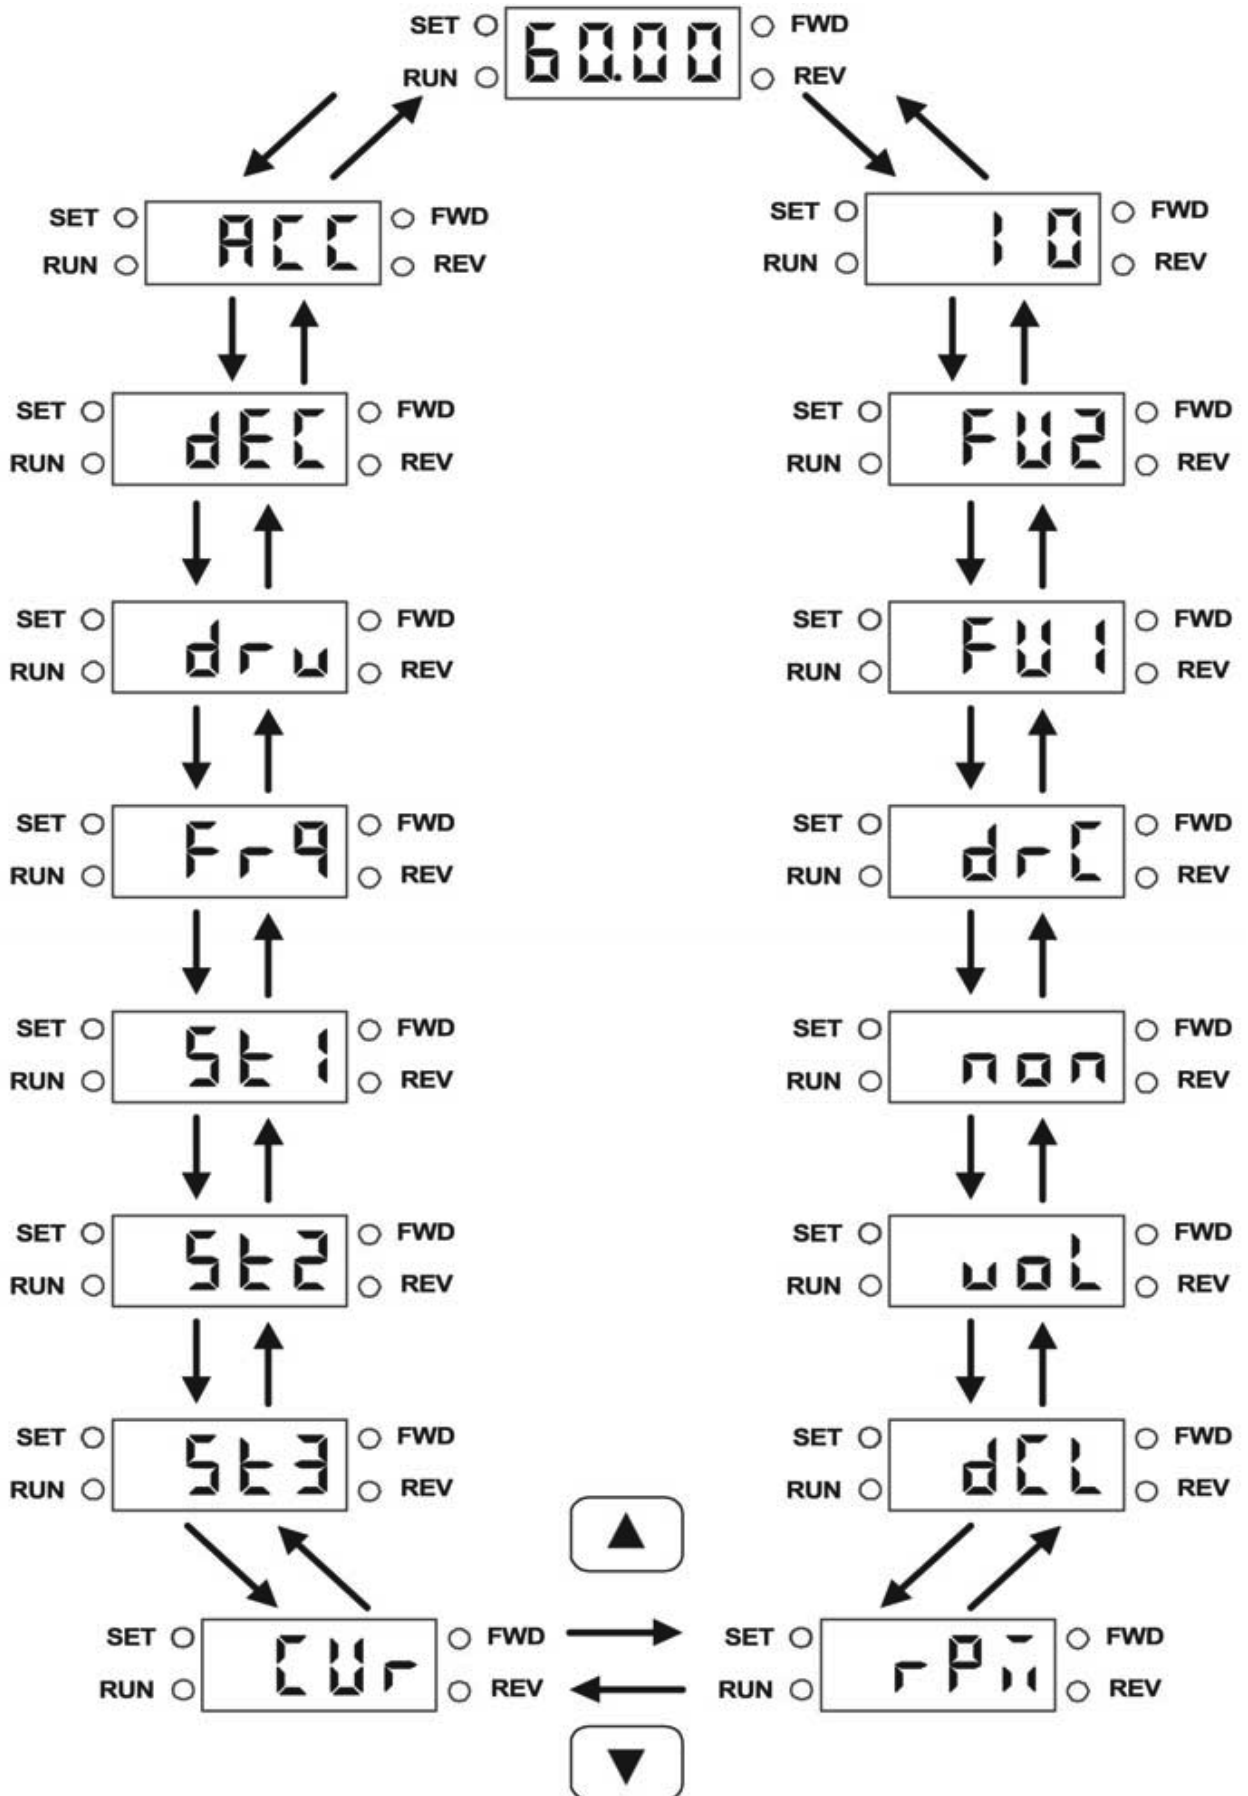 SET 60.00 FWD
RUN REV
SET ACC FWD
RUN REV
SET 10 FWD
RUN REV
SET dEC FWD
RUN REV
SET FU2 FWD
RUN REV
SET drv FWD
RUN REV
SET FU1 FWD
RUN REV
SET Frq FWD
RUN REV
SET drC FWD
RUN REV
SET St1 FWD
RUN REV
SET non FWD
RUN REV
SET St2 FWD
RUN REV
SET voL FWD
RUN REV
SET St3 FWD
RUN REV
SET dCL FWD
RUN REV
SET CUr FWD
RUN REV
SET rPM FWD
RUN REV